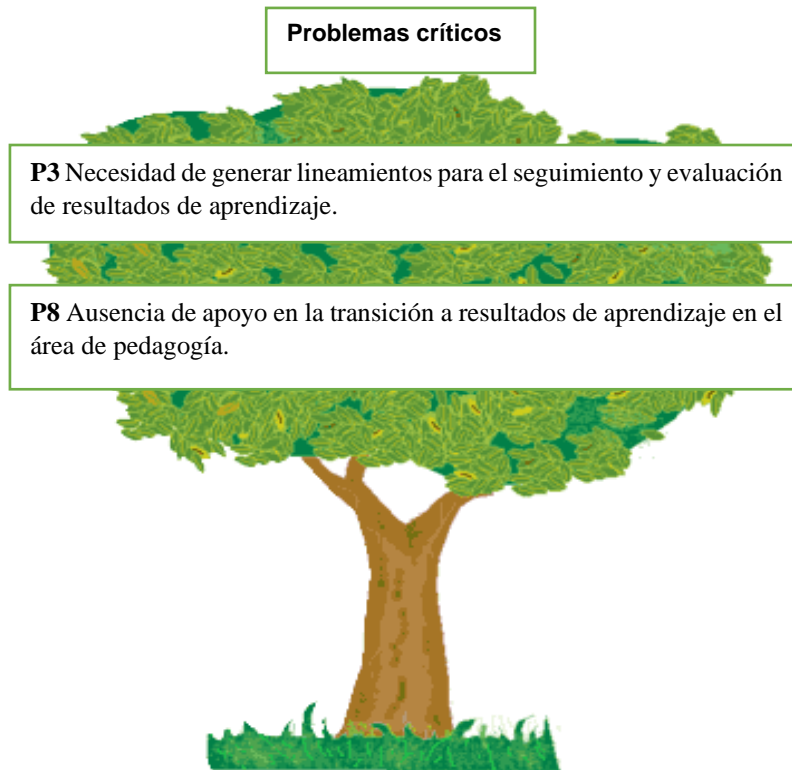 Problemas críticos
P3 Necesidad de generar lineamientos para el seguimiento y evaluación
de resultados de aprendizaje.
P8 Ausencia de apoyo en la transición a resultados de aprendizaje en el
área de pedagogía.